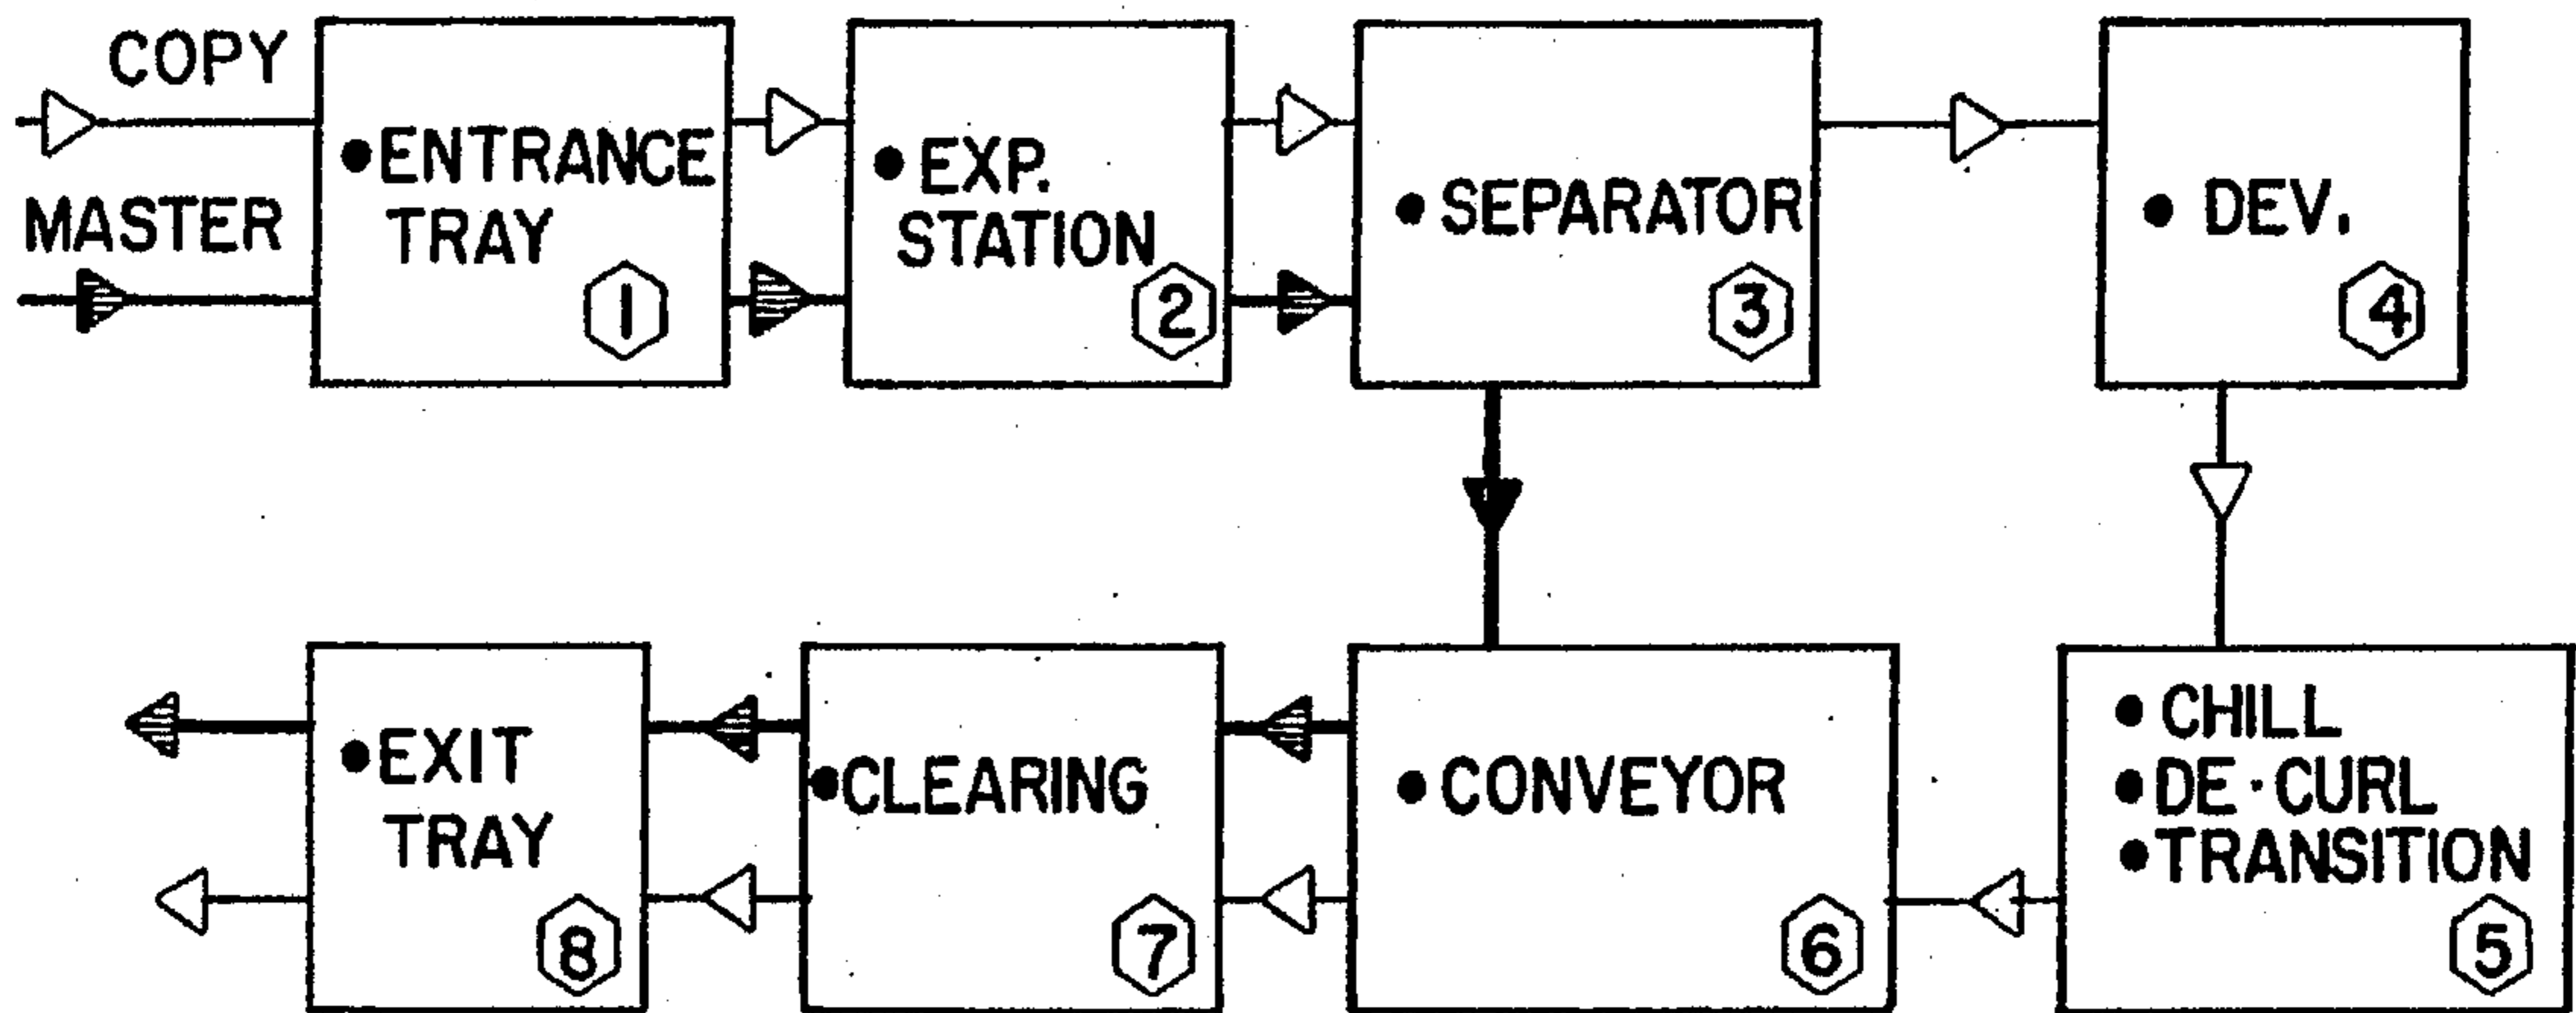 COPY
MASTER
• ENTRANCE
TRAY
1
• EXP.
STATION
2
• SEPARATOR
3
• DEV.
4
• EXIT
TRAY
8
• CLEARING
7
• CONVEYOR
6
• CHILL
• DE·CURL
• TRANSITION
5